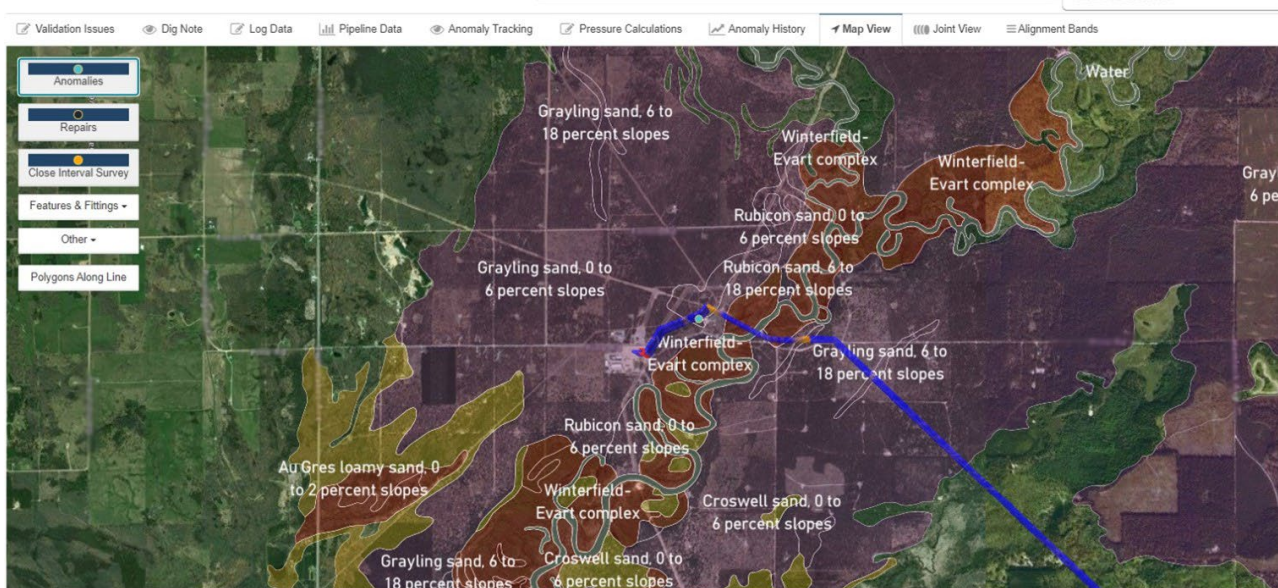 Validation Issues
Dig Note
Log Data
Pipeline Data
Anomaly Tracking
Pressure Calculations
Anomaly History
Map View
Joint View
Alignment Bands
Anomalies
Repairs
Close Interval Survey
Features & Fittings
Other
Polygons Along Line
Water
Grayling sand, 6 to
18 percent slopes
Winterfield-
Evart complex
Winterfield-
Evart complex
6 pe
Rubicon sand, 0 to
6 percent slopes
Grayling sand, 0 to
6 percent slopes
Rubicon sand, 6 to
18 percent slopes
Winterfield-
Evart complex
Grayling sand, 6 to
18 percent slopes
Rubicon sand, 0 to
6 percent slopes
Au Gres loamy sand, 0
to 2 percent slopes
Winterfield-
Evart complex
Croswell sand, 0 to
6 percent slopes
Grayling sand, 6 to
18 percent slopes
Croswell sand, 0 to
6 percent slopes